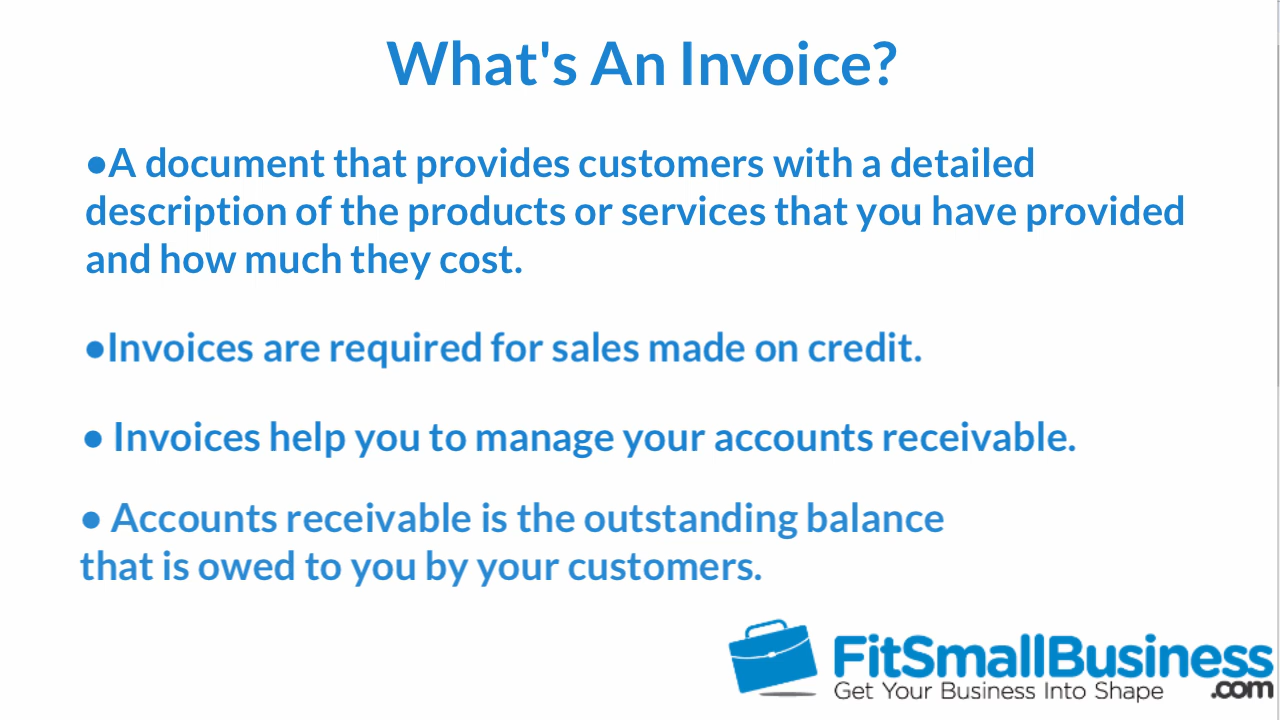 What's An Invoice?
●A document that provides customers with a detailed
description of the products or services that you have provided
and how much they cost.
●Invoices are required for sales made on credit.
● Invoices help you to manage your accounts receivable.
● Accounts receivable is the outstanding balance
that is owed to you by your customers.
FitSmallBusiness
Get Your Business Into Shape .com